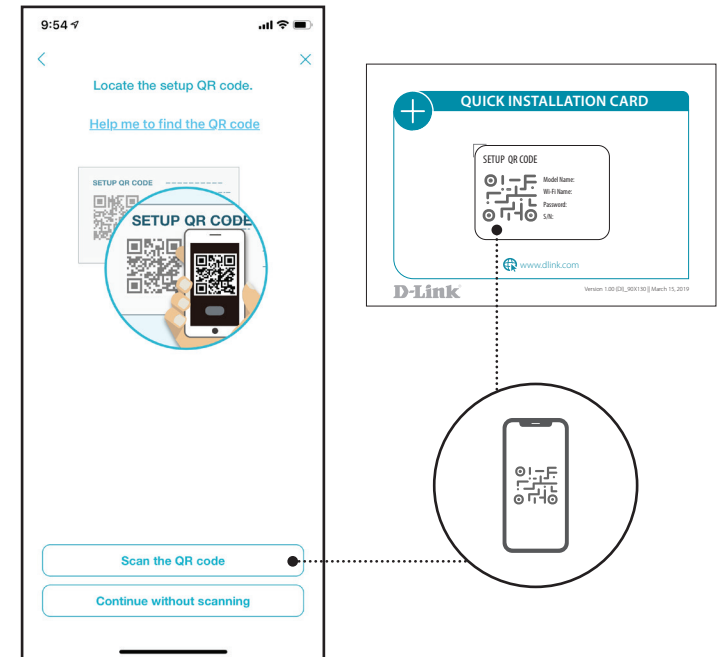 9:54
Locate the setup QR code.
Help me to find the QR code
SETUP QR CODE
SETUP QR CODE
Scan the QR code
Continue without scanning
QUICK INSTALLATION CARD
SETUP QR CODE
Model Name:
Wi-Fi Name:
Password:
S/N:
www.dlink.com
D-Link
Version 1.00 (DI)_90X130 || March 15, 2019